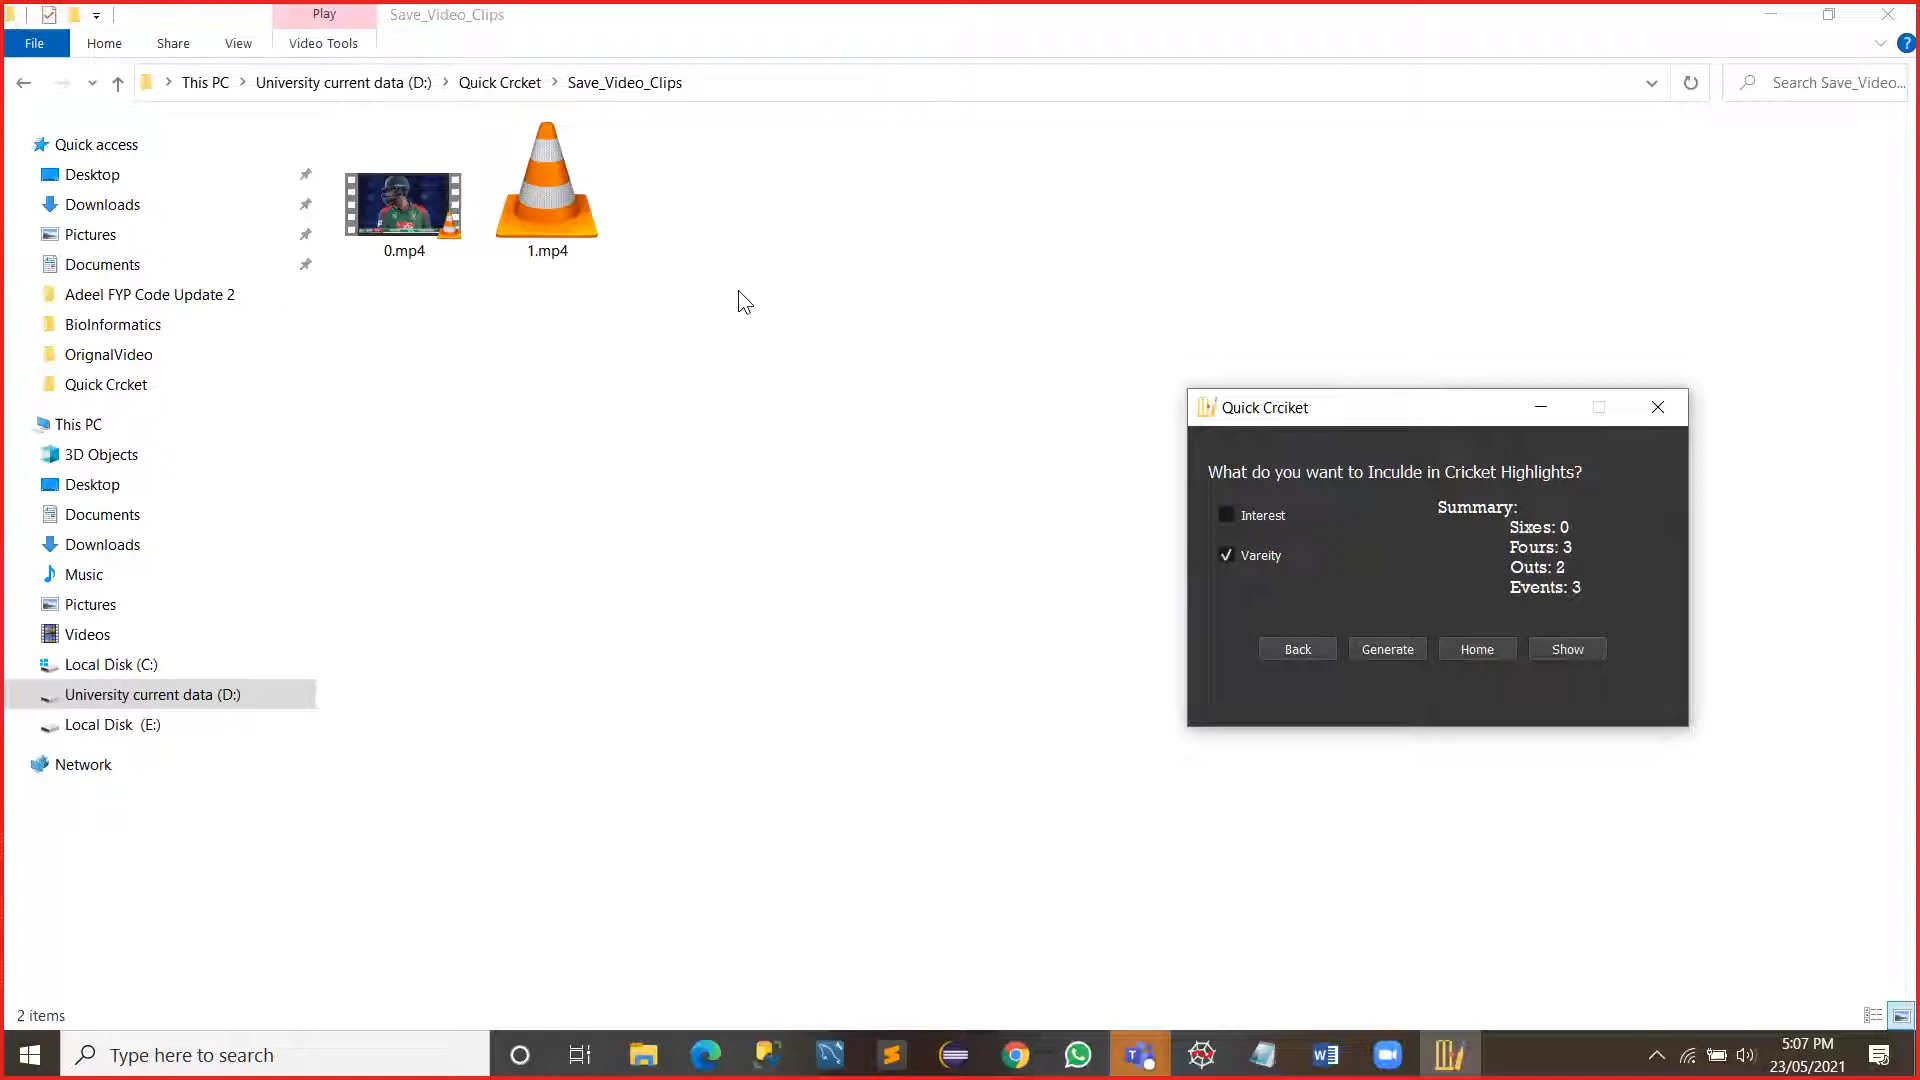 Play
Save_Video_Clips
File
Home
Share
View
Video Tools
?
This PC
University current data (D:)
Quick Crcket
Save_Video_Clips
Search Save_Video...
Quick access
Desktop
Downloads
Pictures
Documents
Adeel FYP Code Update 2
BioInformatics
OrignalVideo
Quick Crcket
This PC
3D Objects
Desktop
Documents
Downloads
Music
Pictures
Videos
Local Disk (C:)
University current data (D:)
Local Disk (E:)
Network
0.mp4
1.mp4
Quick Crciket
What do you want to Inculde in Cricket Highlights?
Interest
Vareity
Summary:
Sixes: 0
Fours: 3
Outs: 2
Events: 3
Back
Generate
Home
Show
2 items
Type here to search
5:07 PM
23/05/2021